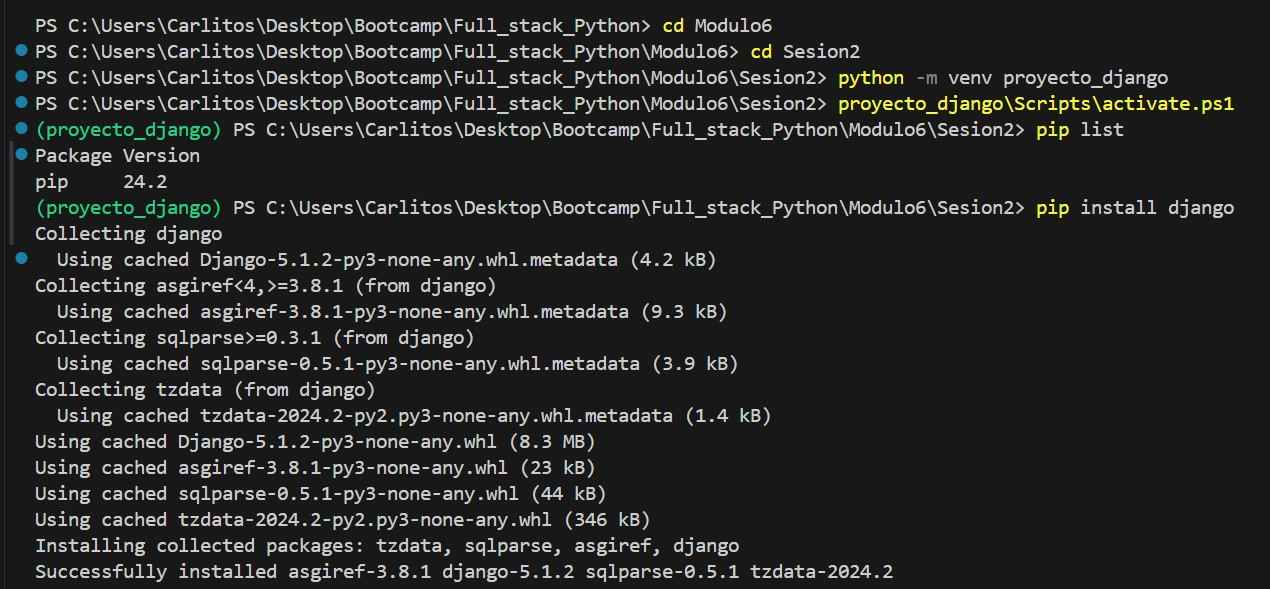 PS C:\Users\Carlitos\Desktop\Bootcamp\Full_stack_Python> cd Modulo6
PS C:\Users\Carlitos\Desktop\Bootcamp\Full_stack_Python\Modulo6> cd Sesion2
PS C:\Users\Carlitos\Desktop\Bootcamp\Full_stack_Python\Modulo6\Sesion2> python -m venv proyecto_django
PS C:\Users\Carlitos\Desktop\Bootcamp\Full_stack_Python\Modulo6\Sesion2> proyecto_django\Scripts\activate.ps1
(proyecto_django) PS C:\Users\Carlitos\Desktop\Bootcamp\Full_stack_Python\Modulo6\Sesion2> pip list
Package Version
pip     24.2
(proyecto_django) PS C:\Users\Carlitos\Desktop\Bootcamp\Full_stack_Python\Modulo6\Sesion2> pip install django
Collecting django
  Using cached Django-5.1.2-py3-none-any.whl.metadata (4.2 kB)
Collecting asgiref<4,>=3.8.1 (from django)
  Using cached asgiref-3.8.1-py3-none-any.whl.metadata (9.3 kB)
Collecting sqlparse>=0.3.1 (from django)
  Using cached sqlparse-0.5.1-py3-none-any.whl.metadata (3.9 kB)
Collecting tzdata (from django)
  Using cached tzdata-2024.2-py2.py3-none-any.whl.metadata (1.4 kB)
Using cached Django-5.1.2-py3-none-any.whl (8.3 MB)
Using cached asgiref-3.8.1-py3-none-any.whl (23 kB)
Using cached sqlparse-0.5.1-py3-none-any.whl (44 kB)
Using cached tzdata-2024.2-py2.py3-none-any.whl (346 kB)
Installing collected packages: tzdata, sqlparse, asgiref, django
Successfully installed asgiref-3.8.1 django-5.1.2 sqlparse-0.5.1 tzdata-2024.2